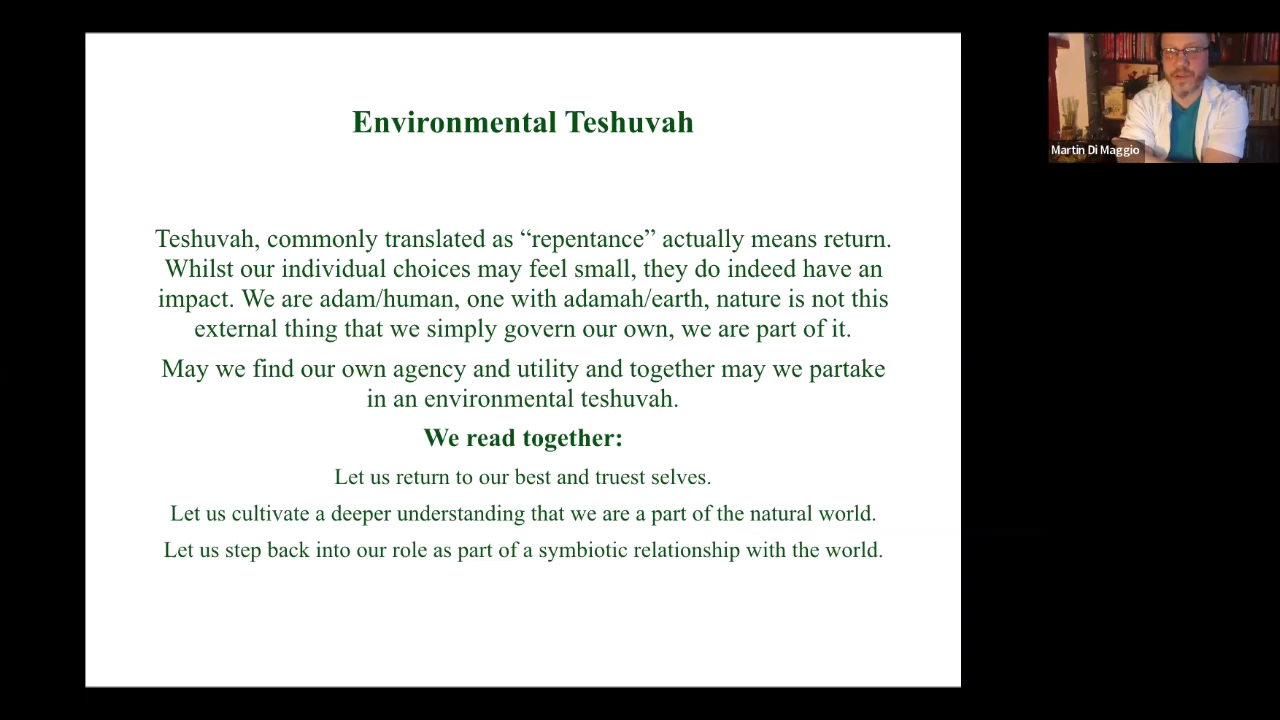 Environmental Teshuvah
Teshuvah, commonly translated as “repentance” actually means return.
Whilst our individual choices may feel small, they do indeed have an
impact. We are adam/human, one with adamah/earth, nature is not this
external thing that we simply govern our own, we are part of it.
May we find our own agency and utility and together may we partake
in an environmental teshuvah.
We read together:
Let us return to our best and truest selves.
Let us cultivate a deeper understanding that we are a part of the natural world.
Let us step back into our role as part of a symbiotic relationship with the world.
Martin Di Maggio